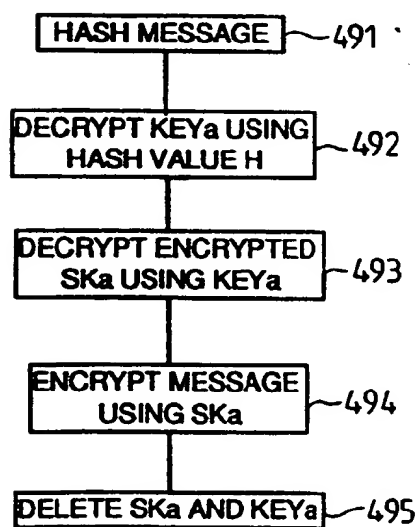 HASH MESSAGE 491
DECRYPT KEYa USING
HASH VALUE H 492
DECRYPT ENCRYPTED
SKa USING KEYa 493
ENCRYPT MESSAGE
USING SKa 494
DELETE SKa AND KEYa 495